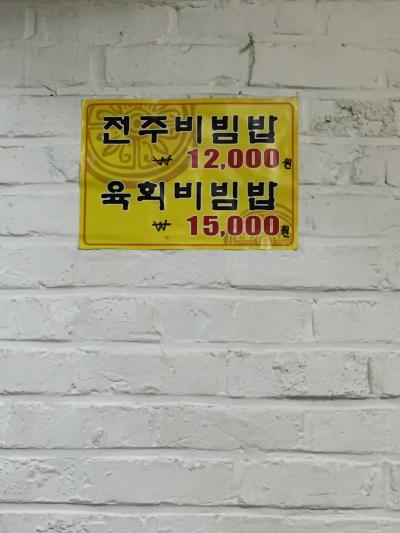 전주비빔밥
₩ 12,000원
육회비빔밥
₩ 15,000원